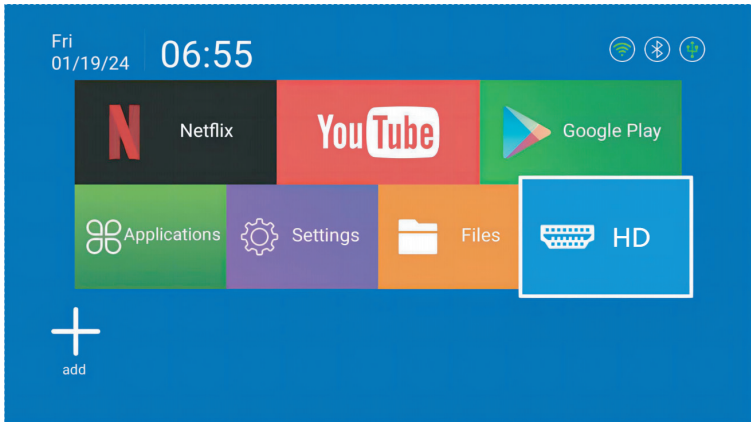 Fri
01/19/24 06:55
Netflix
YouTube
Google Play
Applications
Settings
Files
HD
add